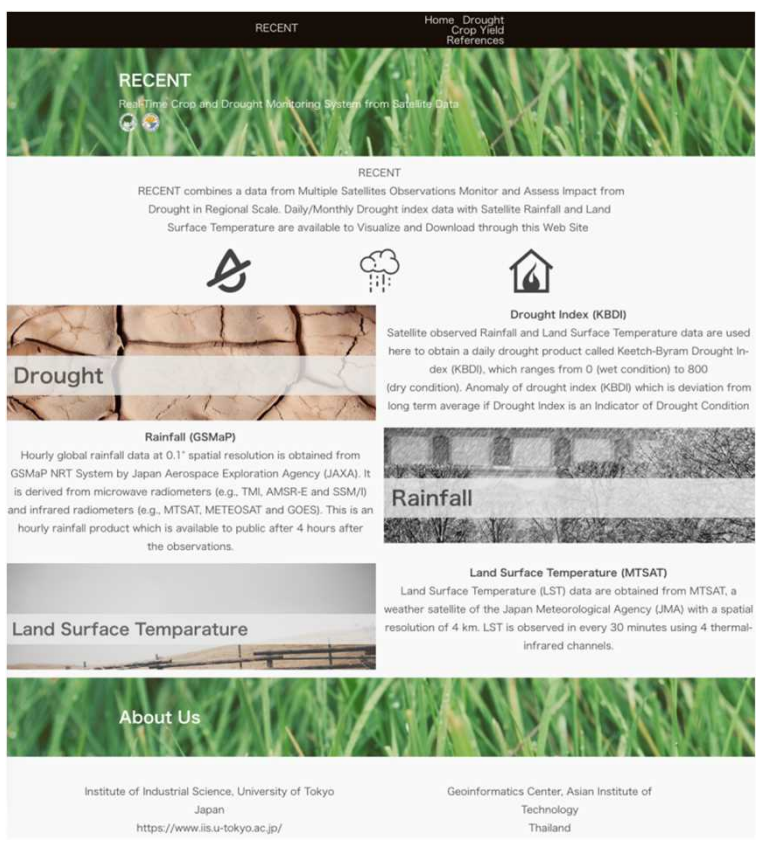 RECENT
Home Drought
Crop Yield
References
RECENT
Real-Time Crop and Drought Monitoring System from Satellite Data
RECENT
RECENT combines a data from Multiple Satellites Observations Monitor and Assess Impact from
Drought in Regional Scale. Daily/Monthly Drought index data with Satellite Rainfall and Land
Surface Temperature are available to Visualize and Download through this Web Site
Drought
Drought Index (KBDI)
Satellite observed Rainfall and Land Surface Temperature data are used
here to obtain a daily drought product called Keetch-Byram Drought In-
dex (KBDI), which ranges from 0 (wet condition) to 800
(dry condition). Anomaly of drought index (KBDI) which is deviation from
long term average if Drought Index is an Indicator of Drought Condition
Rainfall (GSMaP)
Hourly global rainfall data at 0.1° spatial resolution is obtained from
GSMaP NRT System by Japan Aerospace Exploration Agency (JAXA). It
is derived from microwave radiometers (e.g., TMI, AMSR-E and SSM/I)
and infrared radiometers (e.g., MTSAT, METEOSAT and GOES). This is an
hourly rainfall product which is available to public after 4 hours after
the observations.
Rainfall
Land Surface Temparature
Land Surface Temperature (MTSAT)
Land Surface Temperature (LST) data are obtained from MTSAT, a
weather satellite of the Japan Meteorological Agency (JMA) with a spatial
resolution of 4 km. LST is observed in every 30 minutes using 4 thermal-
infrared channels.
About Us
Institute of Industrial Science, University of Tokyo
Japan
https://www.iis.u-tokyo.ac.jp/
Geoinformatics Center, Asian Institute of
Technology
Thailand